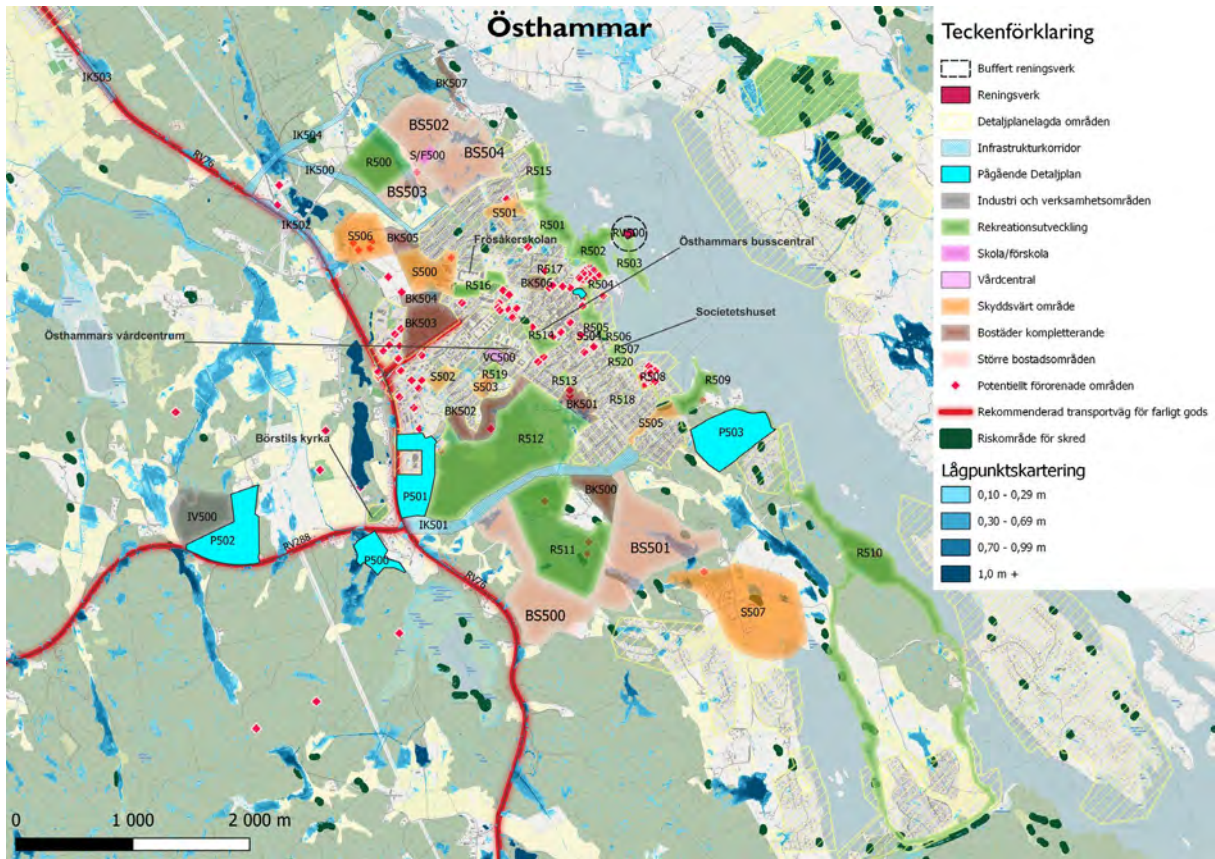 Östhammar
IK503
RV76
IK504
IK500
IK502
BK507
BS502
S/F500
BS504
R500
BS503
R515
S501
R501
S506
BK505
Frösåkerskolan
RV500
R502
R503
Östhammars busscentral
S500
R517
R516
BK506
R504
BK504
BK503
Östhammars vårdcentrum
Societetshuset
R505
R514
S504
R506
R507
VC500
R520
S502
R519
R508
S503
R513
R509
BK502
BK501
R518
S505
Börstils kyrka
R512
P503
P501
BK500
IV500
P502
IK501
RV288
P500
R511
BS501
R510
RV76
BS500
S507
0
1 000
2 000 m
Teckenförklaring
Buffert reningsverk
Reningsverk
Detaljplanelagda områden
Infrastrukturkorridor
Pågående Detaljplan
Industri och verksamhetsområden
Rekreationsutveckling
Skola/förskola
Vårdcentral
Skyddsvärt område
Bostäder kompletterande
Större bostadsområden
Potentiellt förorenade områden
Rekommenderad transportväg för farligt gods
Riskområde för skred
Lågpunktskartering
0,10 - 0,29 m
0,30 - 0,69 m
0,70 - 0,99 m
1,0 m +